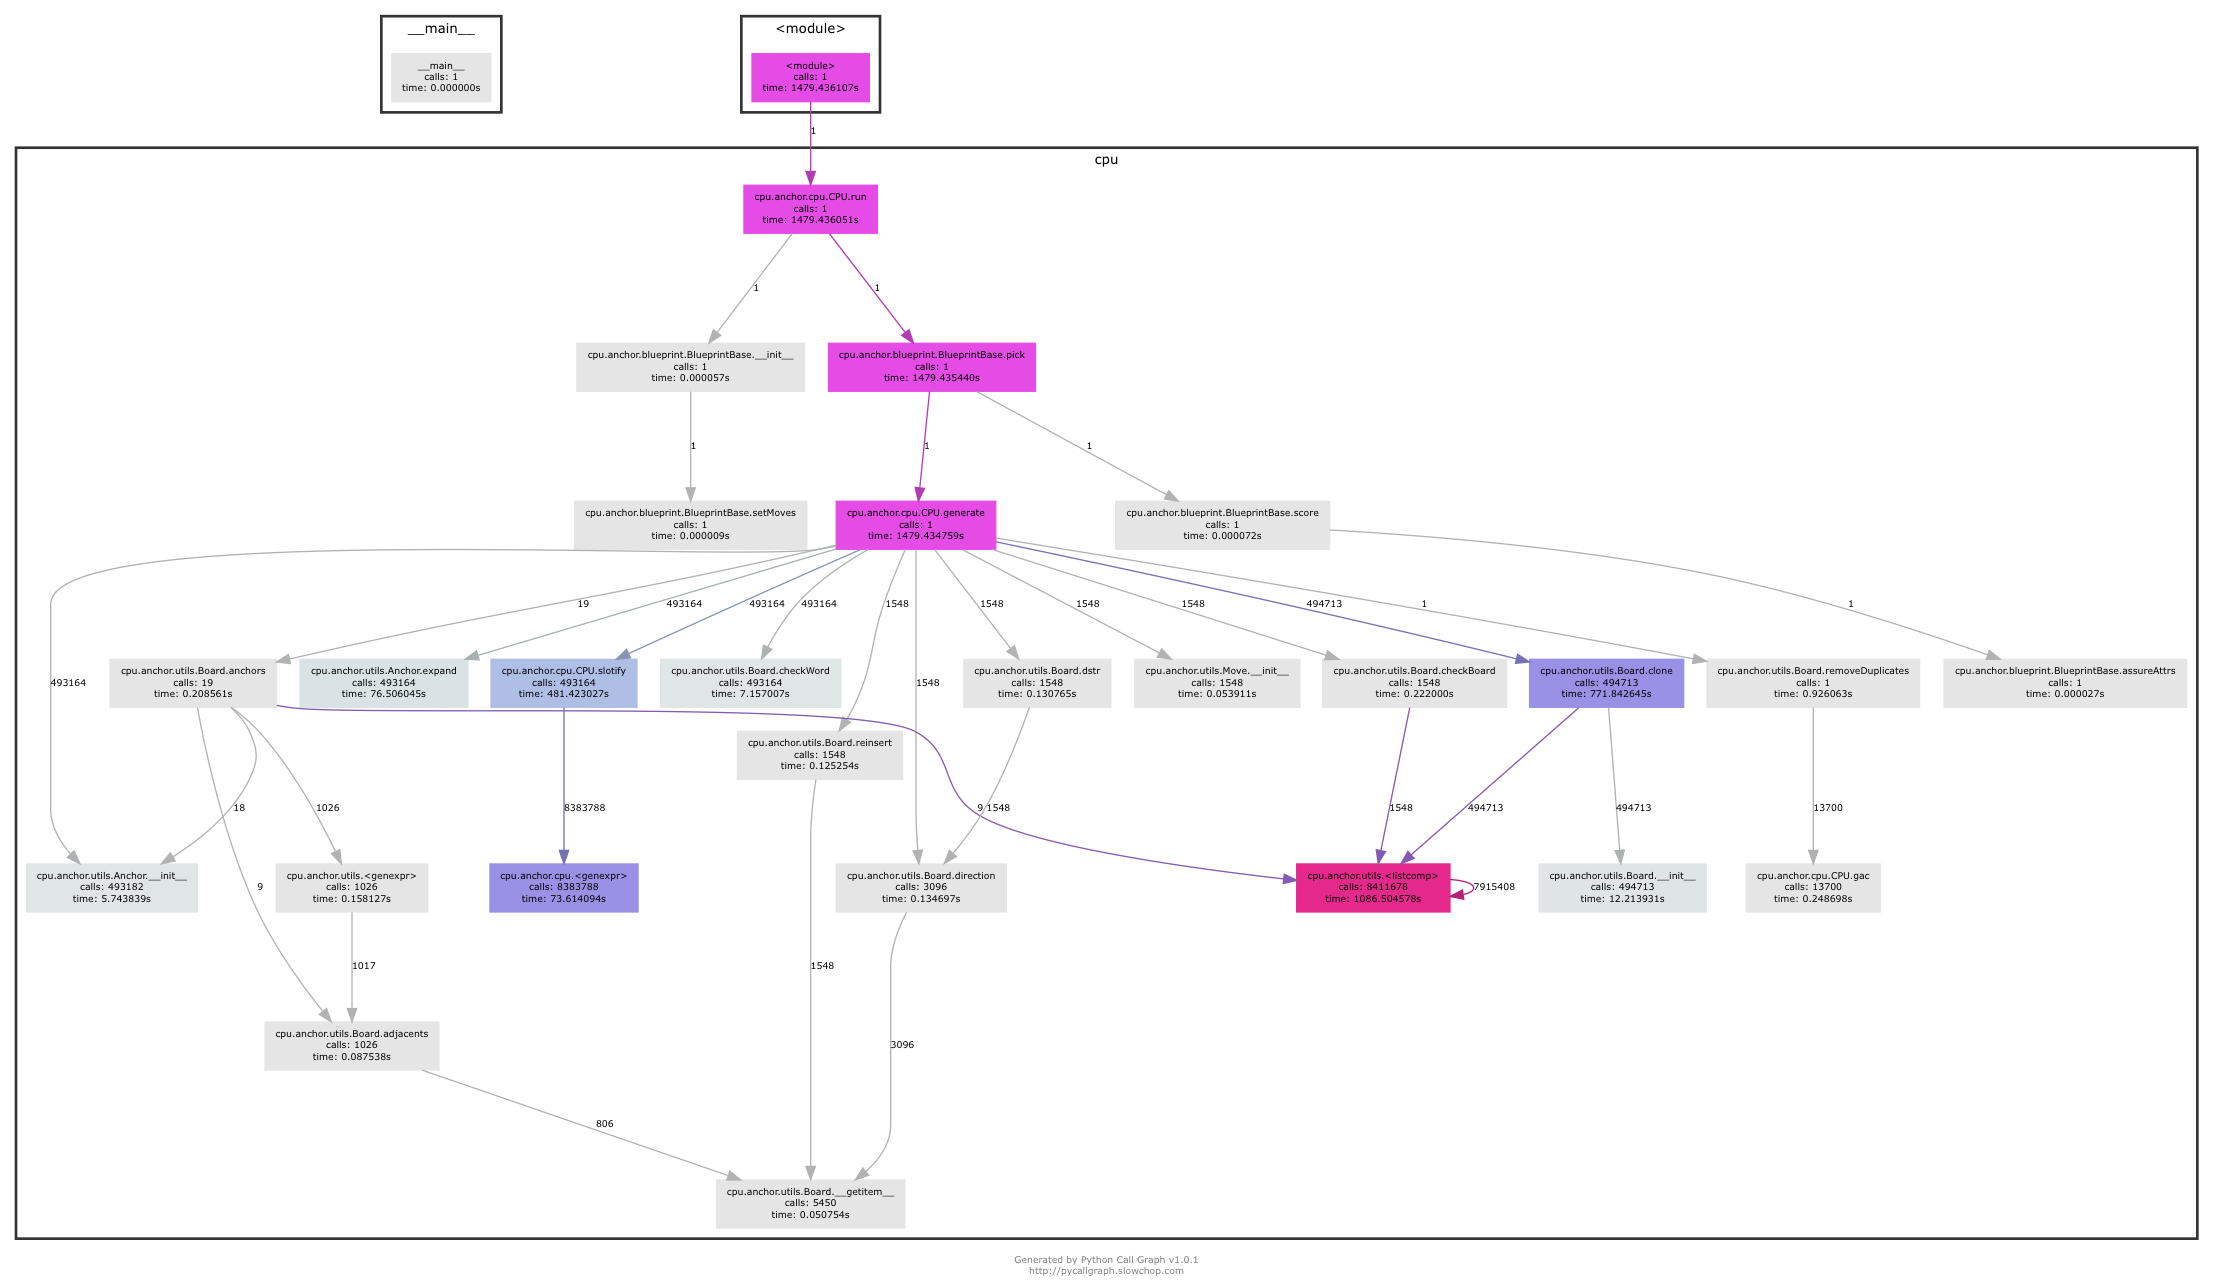 __main__
<module>
__main__
calls: 1
time: 0.000000s
<module>
calls: 1
time: 1479.436107s
1
cpu
cpu.anchor.cpu.CPU.run
calls: 1
time: 1479.436051s
1
1
cpu.anchor.blueprint.BlueprintBase.__init__
calls: 1
time: 0.000057s
cpu.anchor.blueprint.BlueprintBase.pick
calls: 1
time: 1479.435440s
1
1
1
cpu.anchor.blueprint.BlueprintBase.setMoves
calls: 1
time: 0.000009s
cpu.anchor.cpu.CPU.generate
calls: 1
time: 1479.434759s
cpu.anchor.blueprint.BlueprintBase.score
calls: 1
time: 0.000072s
19
493164
493164
493164
1548
1548
1548
1548
494713
1
1
493164
1548
cpu.anchor.utils.Board.anchors
calls: 19
time: 0.208561s
cpu.anchor.utils.Anchor.expand
calls: 493164
time: 76.506045s
cpu.anchor.cpu.CPU.slotify
calls: 493164
time: 481.423027s
cpu.anchor.utils.Board.checkWord
calls: 493164
time: 7.157007s
cpu.anchor.utils.Board.dstr
calls: 1548
time: 0.130765s
cpu.anchor.utils.Move.__init__
calls: 1548
time: 0.053911s
cpu.anchor.utils.Board.checkBoard
calls: 1548
time: 0.222000s
cpu.anchor.utils.Board.clone
calls: 494713
time: 771.842645s
cpu.anchor.utils.Board.removeDuplicates
calls: 1
time: 0.926063s
cpu.anchor.blueprint.BlueprintBase.assureAttrs
calls: 1
time: 0.000027s
cpu.anchor.utils.Board.reinsert
calls: 1548
time: 0.125254s
18
1026
8383788
9
1548
1548
494713
494713
13700
cpu.anchor.utils.Anchor.__init__
calls: 493182
time: 5.743839s
9
cpu.anchor.utils.<genexpr>
calls: 1026
time: 0.158127s
cpu.anchor.cpu.<genexpr>
calls: 8383788
time: 73.614094s
cpu.anchor.utils.Board.direction
calls: 3096
time: 0.134697s
cpu.anchor.utils.<listcomp>
calls: 8411678
time: 1086.504578s
7915408
cpu.anchor.utils.Board.__init__
calls: 494713
time: 12.213931s
cpu.anchor.cpu.CPU.gac
calls: 13700
time: 0.248698s
1017
1548
cpu.anchor.utils.Board.adjacents
calls: 1026
time: 0.087538s
3096
806
cpu.anchor.utils.Board.__getitem__
calls: 5450
time: 0.050754s
Generated by Python Call Graph v1.0.1
http://pycallgraph.slowchop.com